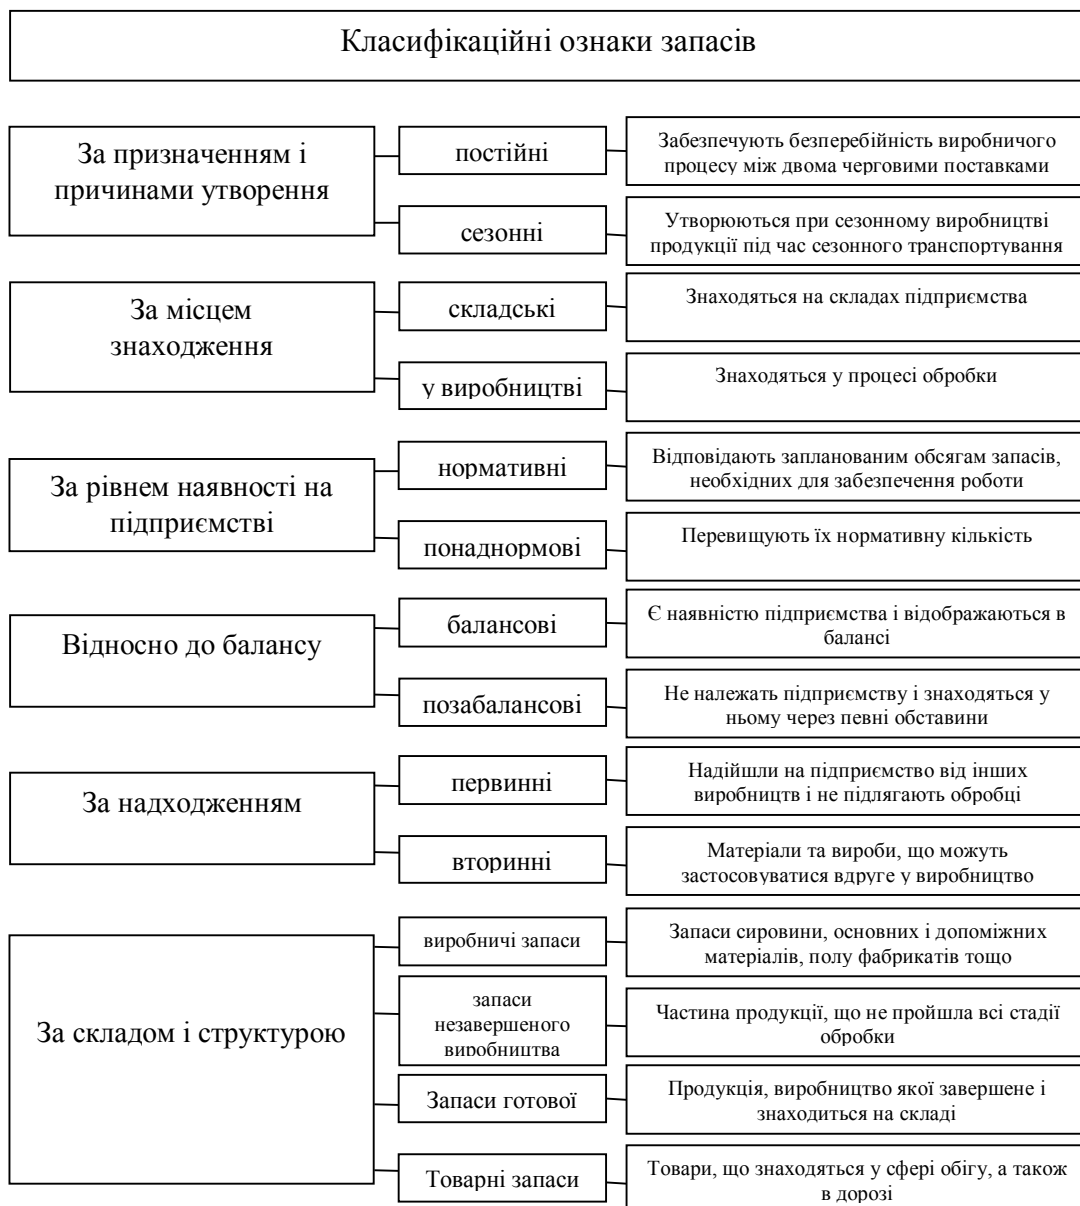 Класифікаційні ознаки запасів
За призначенням і
причинами утворення
постійні
Забезпечують безперебійність виробничого
процесу між двома черговими поставками
сезонні
Утворюються при сезонному виробництві
продукції під час сезонного транспортування
За місцем
знаходження
складські
Знаходяться на складах підприємства
у виробництві
Знаходяться у процесі обробки
За рівнем наявності на
підприємстві
нормативні
Відповідають запланованим обсягам запасів,
необхідних для забезпечення роботи
понаднормові
Перевищують їх нормативну кількість
Відносно до балансу
балансові
Є наявністю підприємства і відображаються в
балансі
позабалансові
Не належать підприємству і знаходяться у
ньому через певні обставини
За надходженням
первинні
Надійшли на підприємство від інших
виробництв і не підлягають обробці
вторинні
Матеріали та вироби, що можуть
застосовуватися вдруге у виробництво
За складом і структурою
виробничі запаси
Запаси сировини, основних і допоміжних
матеріалів, полу фабрикатів тощо
запаси
незавершеного
виробництва
Частина продукції, що не пройшла всі стадії
обробки
Запаси готової
Продукція, виробництво якої завершене і
знаходиться на складі
Товарні запаси
Товари, що знаходяться у сфері обігу, а також
в дорозі